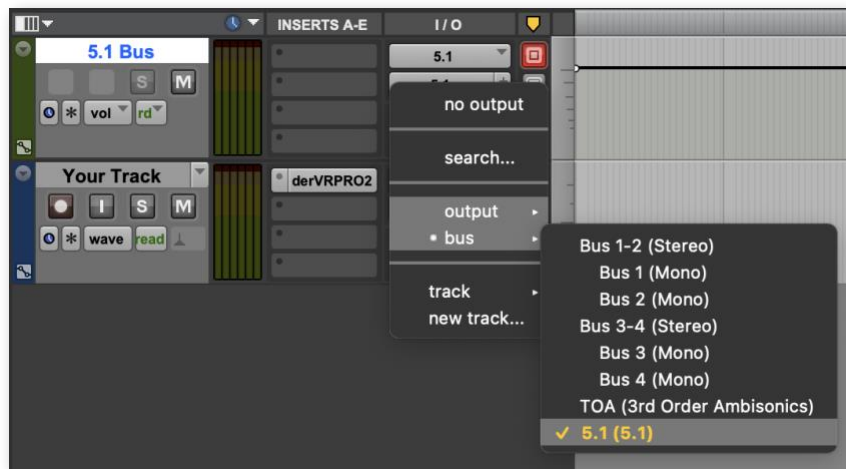 INSERTS A-E
I / O
5.1 Bus
5.1
S
M
vol
rd
no output
search...
Your Track
derVRPRO2
I
S
M
output
• bus
wave
read
track
new track...
Bus 1-2 (Stereo)
Bus 1 (Mono)
Bus 2 (Mono)
Bus 3-4 (Stereo)
Bus 3 (Mono)
Bus 4 (Mono)
TOA (3rd Order Ambisonics)
✓ 5.1 (5.1)